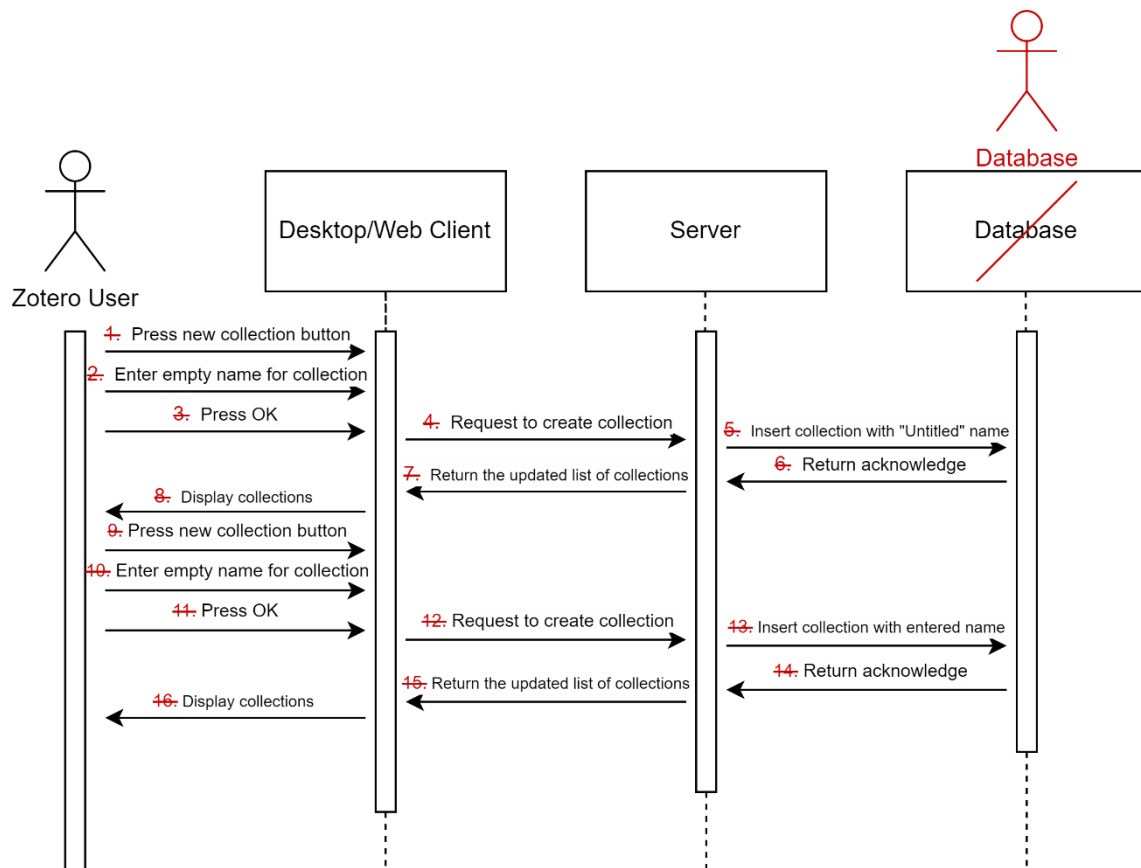 Database
Desktop/Web Client
Server
Database
Zotero User
1. Press new collection button
2. Enter empty name for collection
3. Press OK
4. Request to create collection
5. Insert collection with "Untitled" name
6. Return acknowledge
7. Return the updated list of collections
8. Display collections
9. Press new collection button
10. Enter empty name for collection
11. Press OK
12. Request to create collection
13. Insert collection with entered name
14. Return acknowledge
15. Return the updated list of collections
16. Display collections